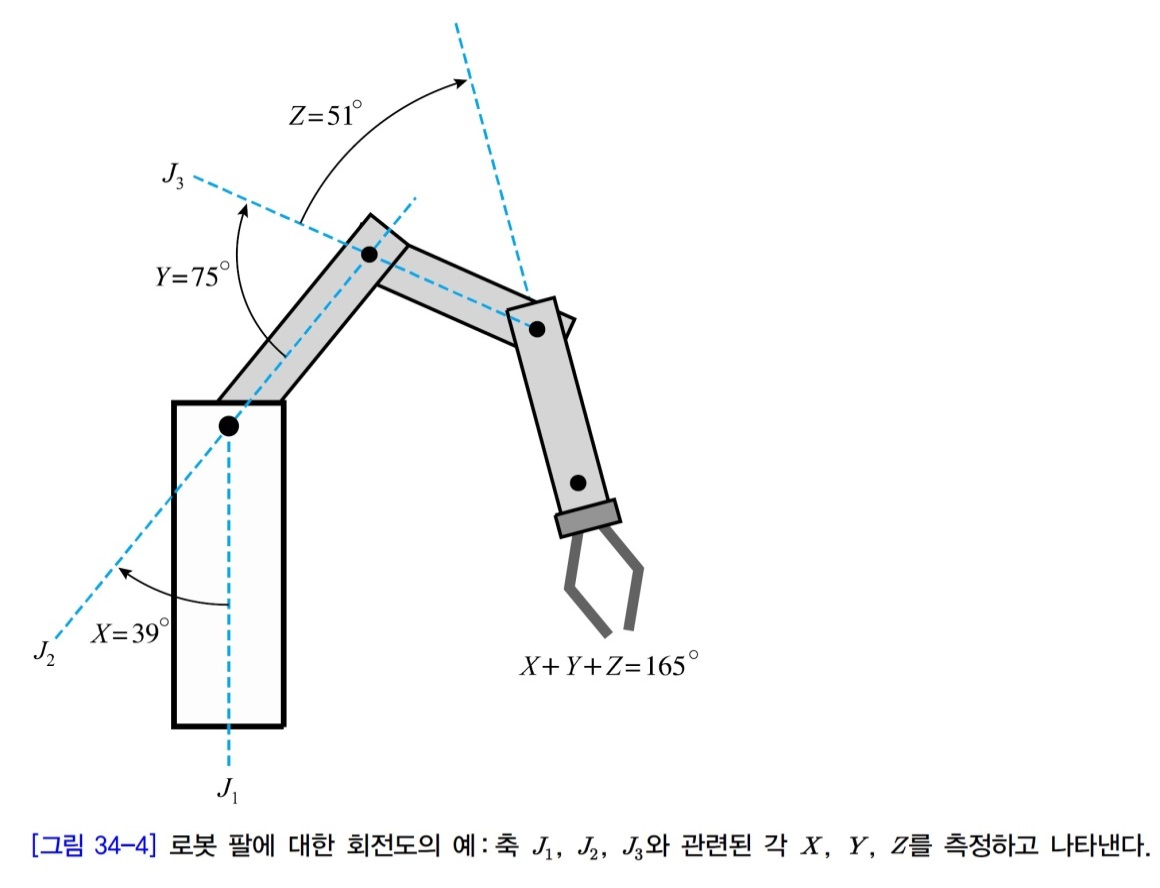 Z=51°
J₃
Y=75°
X=39°
J₂
X+Y+Z=165°
J₁
[그림 34-4] 로봇 팔에 대한 회전도의 예: 축 J₁, J₂, J₃와 관련된 각 X, Y, Z를 측정하고 나타낸다.